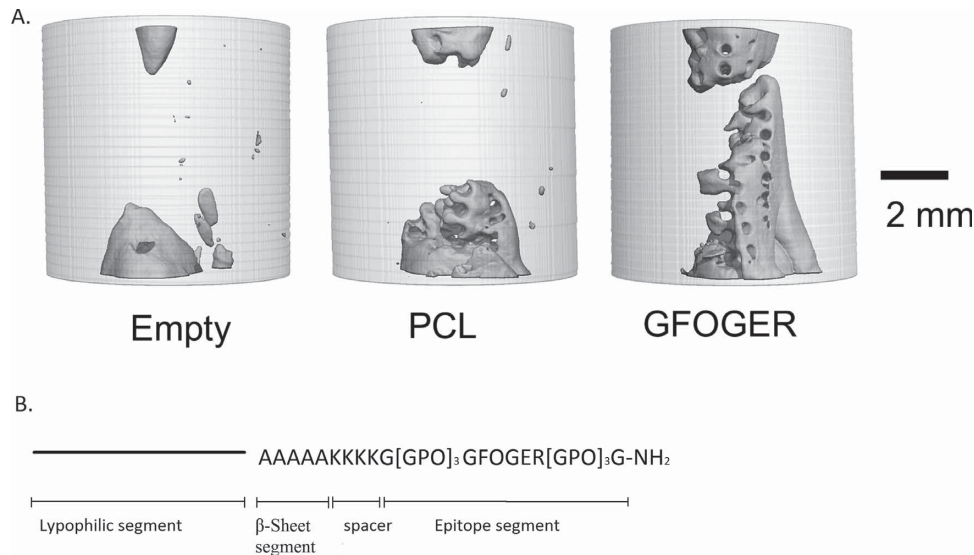 A.
Empty
PCL
GFOGER
2 mm
B.
AAAAAKKKKG[GPO]₃GFOGER[GPO]₃G-NH₂
Lypophilic segment
β-Sheet segment
spacer
Epitope segment